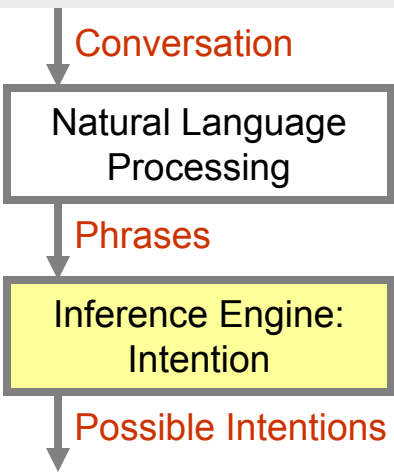 Conversation
Natural Language
Processing
Phrases
Inference Engine:
Intention
Possible Intentions